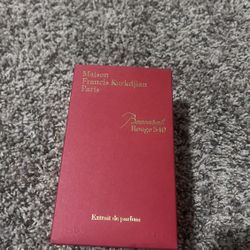 Maison
Francis Kurkdjian
Paris
Baccarat
Rouge 540
Extrait de parfum